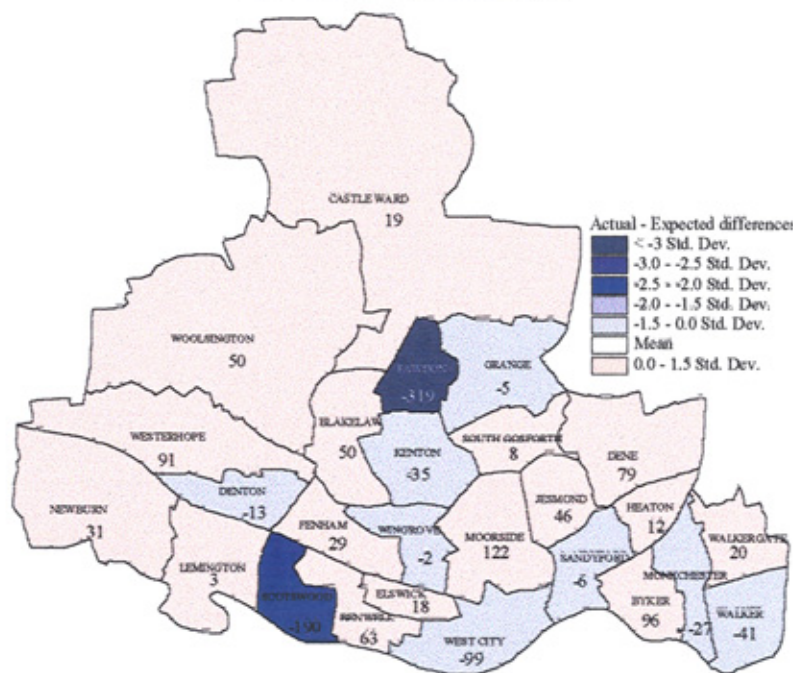 CASTLE WARD
19
Actual - Expected differences
< -3 Std. Dev.
-3.0 - -2.5 Std. Dev.
-2.5 - -2.0 Std. Dev.
-2.0 - -1.5 Std. Dev.
-1.5 - 0.0 Std. Dev.
Mean
0.0 - 1.5 Std. Dev.
WOOLSINGTON
50
-319
GRANGE
-5
BLAKELAW
50
KENTON
-35
SOUTH GOSFORTH
8
DENE
79
WESTERHOPE
91
DENTON
-13
NEWBURN
31
FENHAM
29
WINGROVE
-2
MOORSIDE
122
JESMOND
46
HEATON
12
WALKERGATE
20
LEMINGTON
3
SCOTSWOOD
-190
ELSWICK
18
BENWELL
63
WEST CITY
-99
SANDYFORD
-6
MONKCHESTER
-27
BYKER
96
WALKER
-41